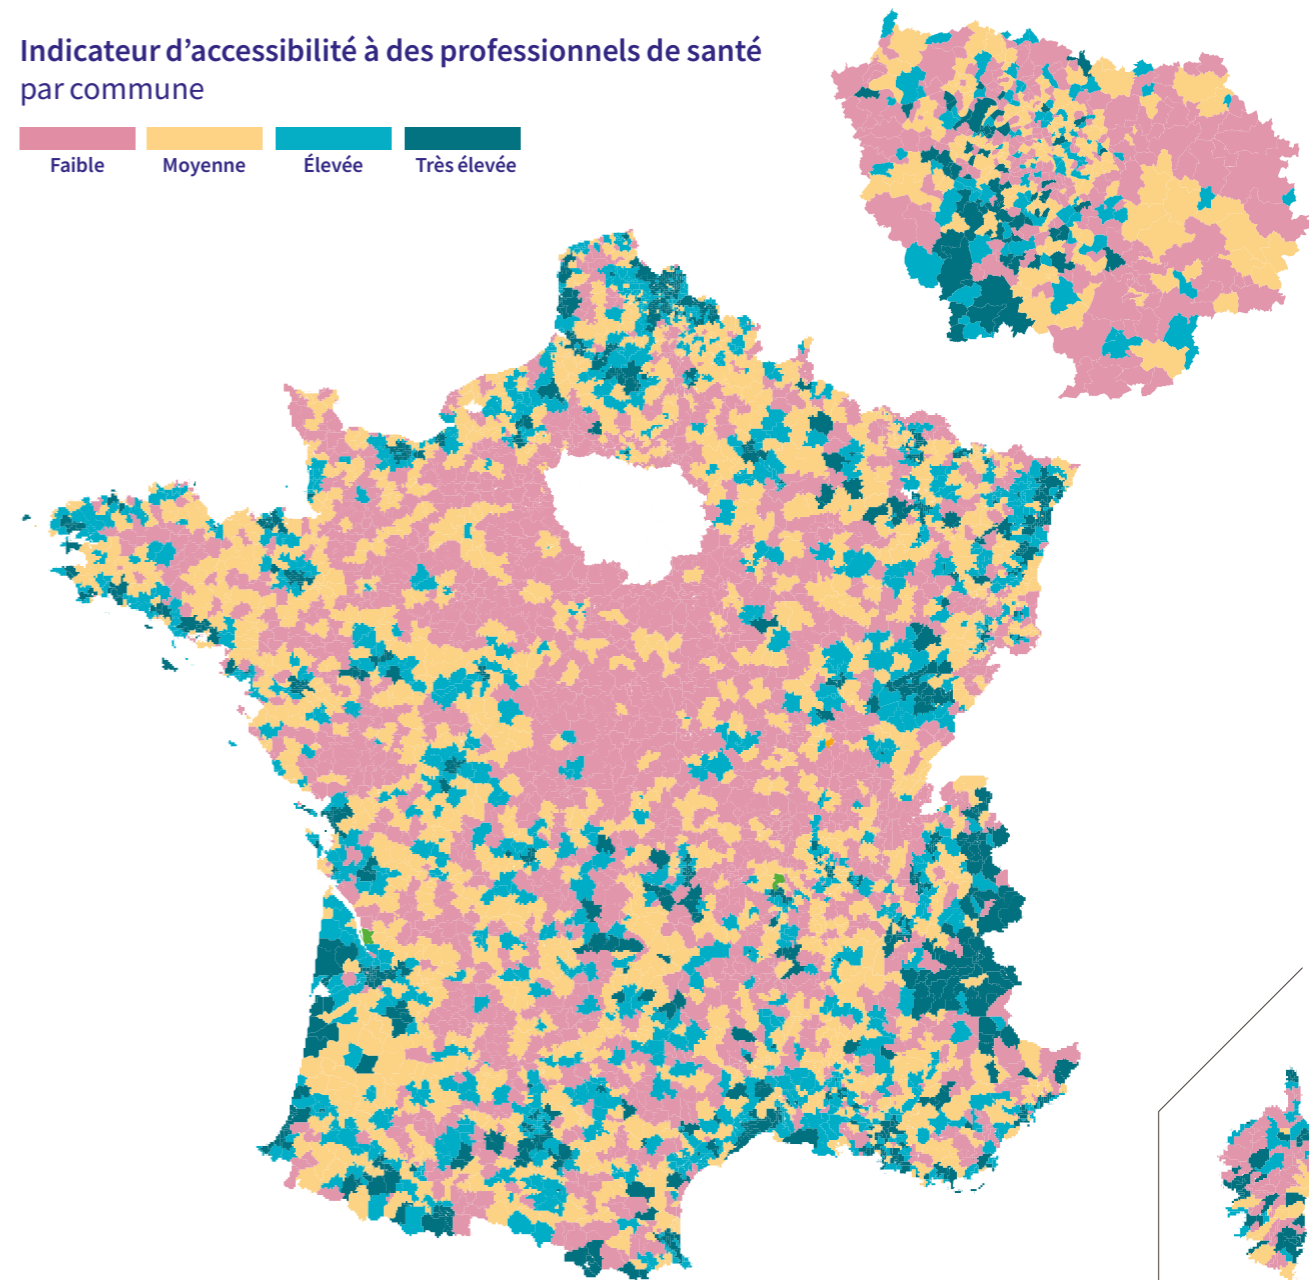 Indicateur d’accessibilité à des professionnels de santé
par commune
Faible Moyenne Élevée Très élevée